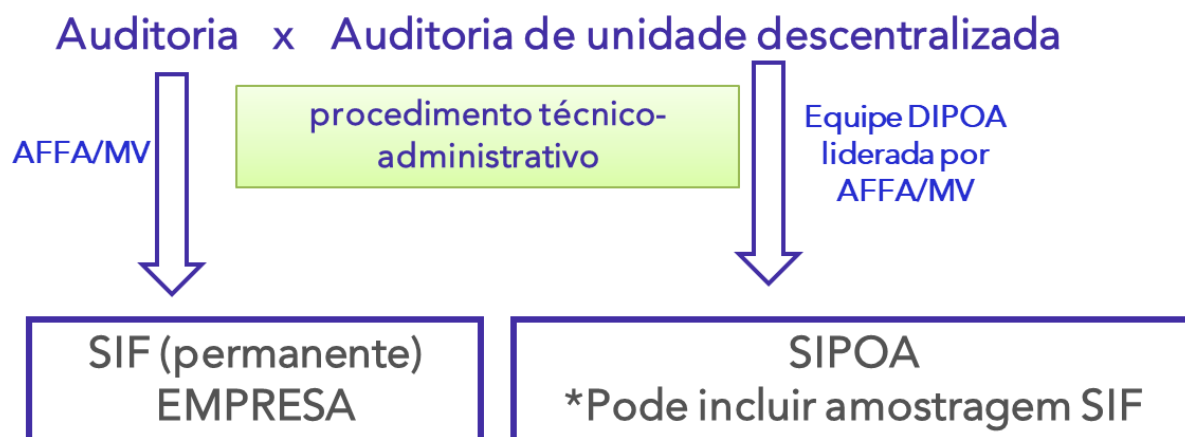 Auditoria x Auditoria de unidade descentralizada
AFFA/MV
procedimento técnico-
administrativo
Equipe DIPOA
liderada por
AFFA/MV
SIF (permanente)
EMPRESA
SIPOA
*Pode incluir amostragem SIF